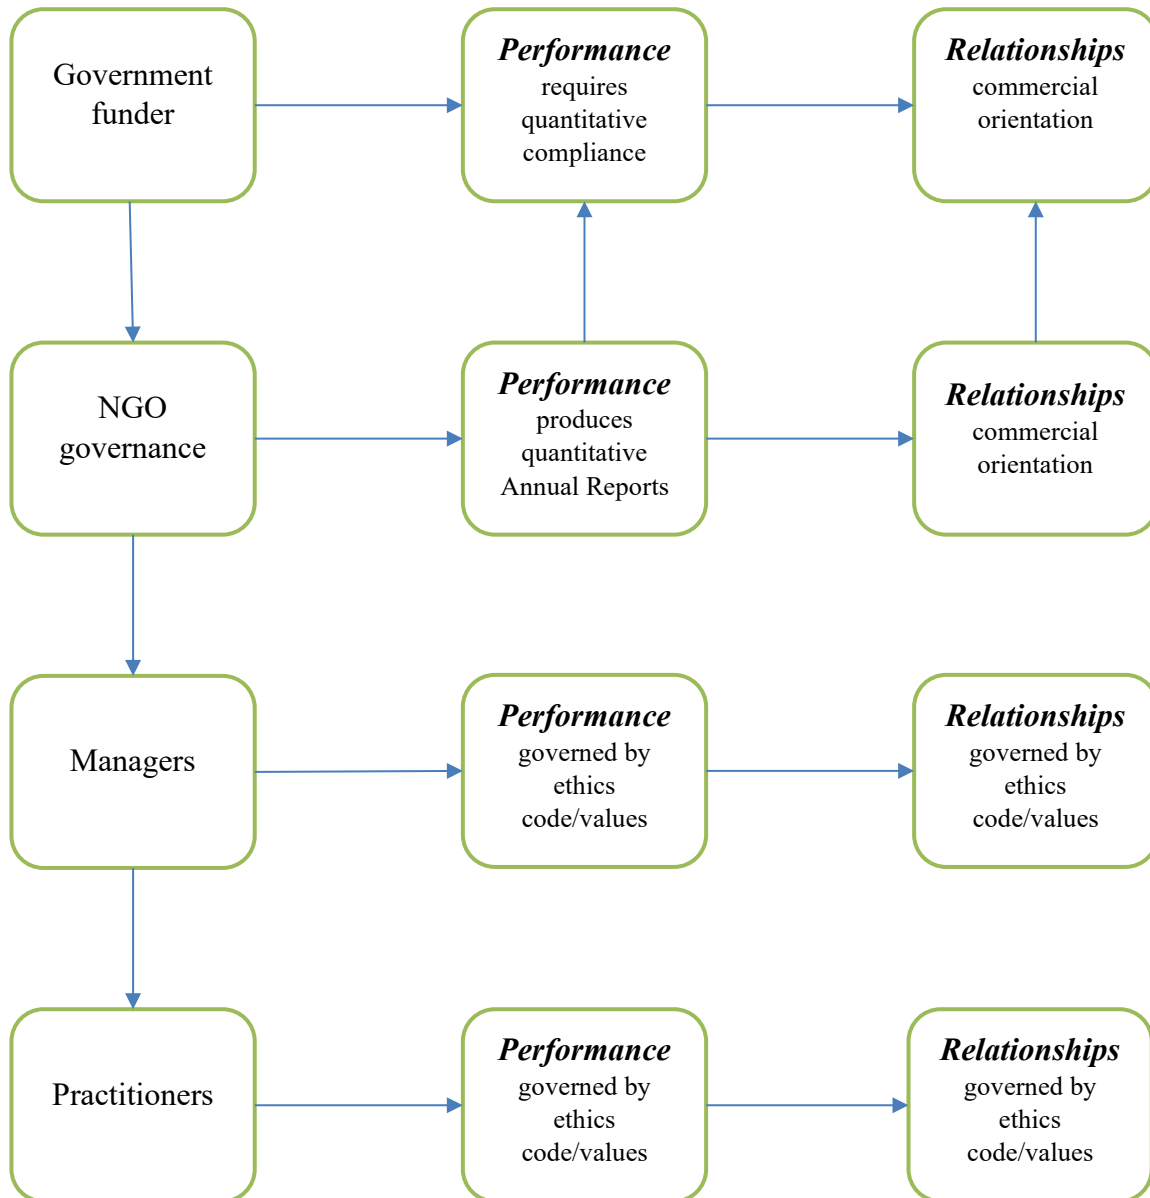 Government
funder
Performance
requires
quantitative
compliance
Relationships
commercial
orientation
NGO
governance
Performance
produces
quantitative
Annual Reports
Relationships
commercial
orientation
Managers
Performance
governed by
ethics
code/values
Relationships
governed by
ethics
code/values
Practitioners
Performance
governed by
ethics
code/values
Relationships
governed by
ethics
code/values